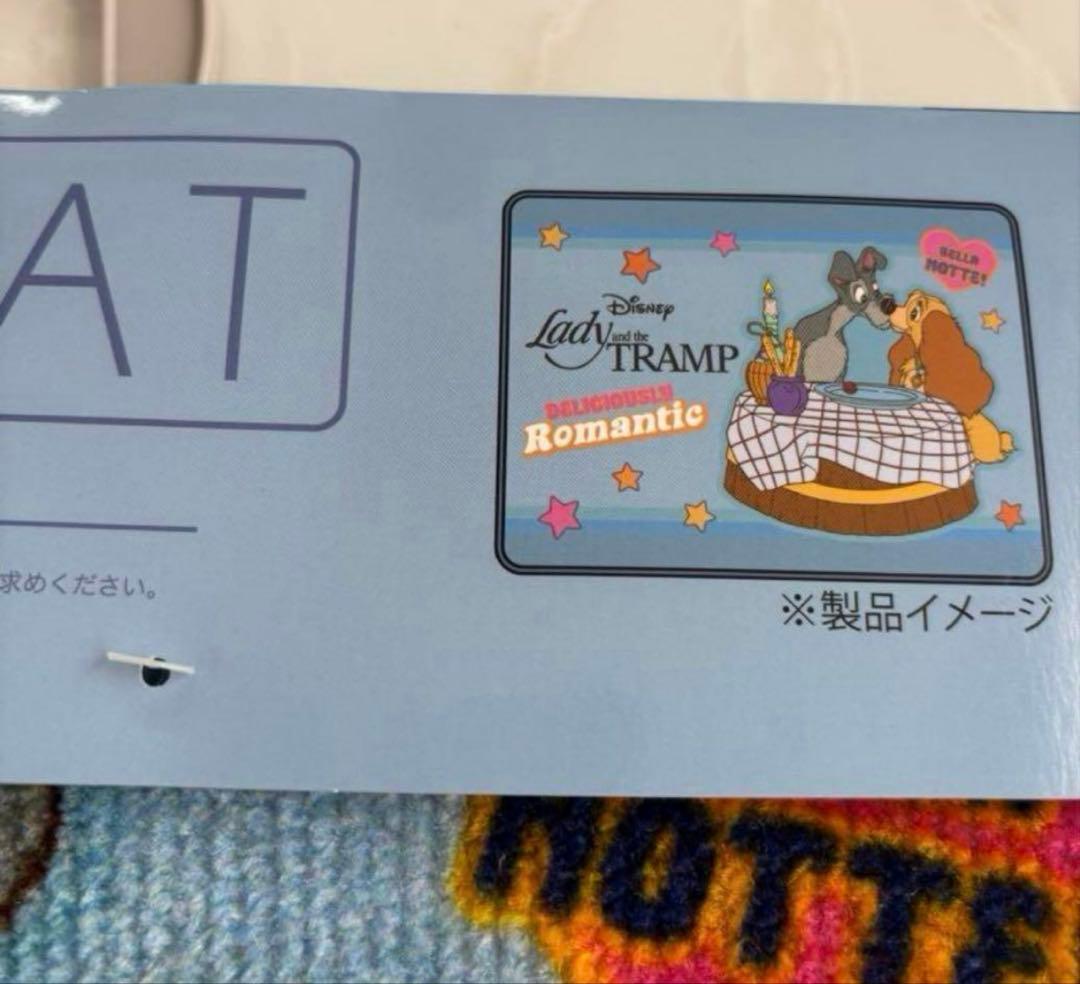 AT
求めください。
Disney
Lady and the TRAMP
DELICIOUSLY
Romantic
BELLA
NOTTE!
※製品イメージ
NOTTE